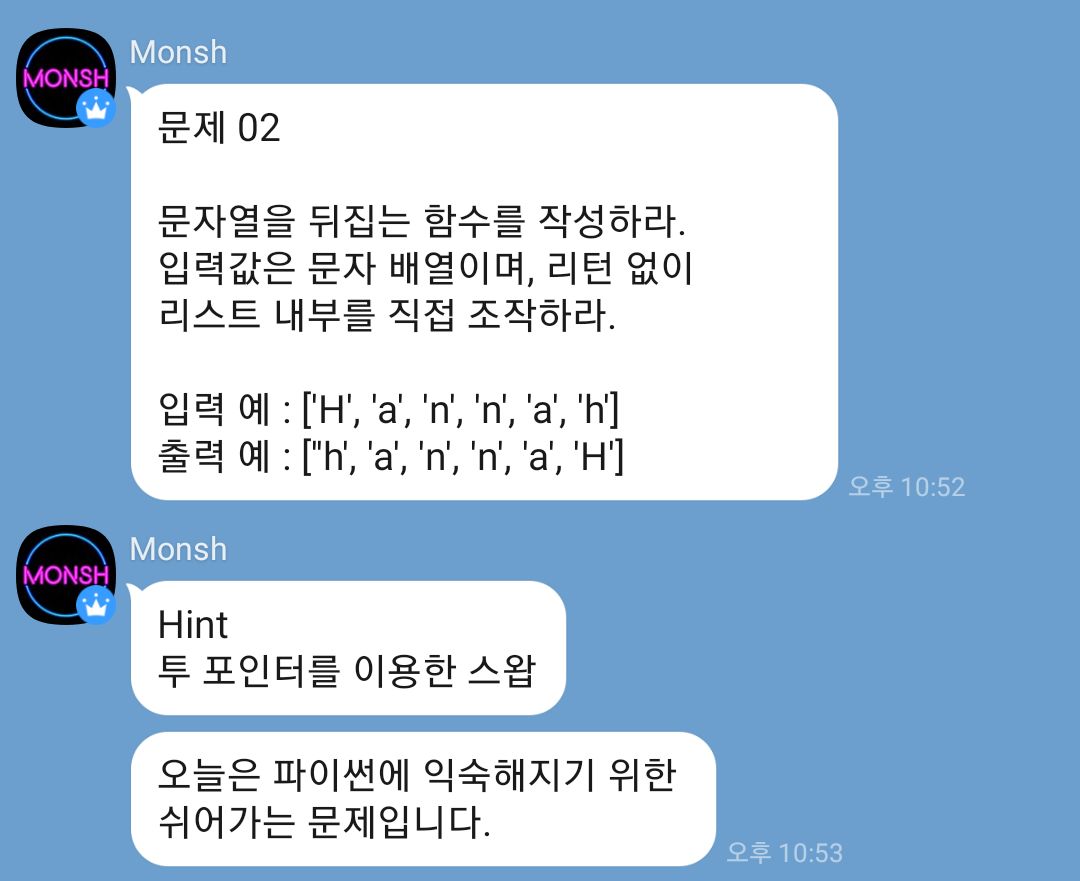 MONSH
Monsh
문제 02
문자열을 뒤집는 함수를 작성하라.
입력값은 문자 배열이며, 리턴 없이
리스트 내부를 직접 조작하라.
입력 예 : ['H', 'a', 'n', 'n', 'a', 'h']
출력 예 : ["h', 'a', 'n', 'n', 'a', 'H']
오후 10:52
MONSH
Monsh
Hint
투 포인터를 이용한 스왑
오늘은 파이썬에 익숙해지기 위한
쉬어가는 문제입니다.
오후 10:53